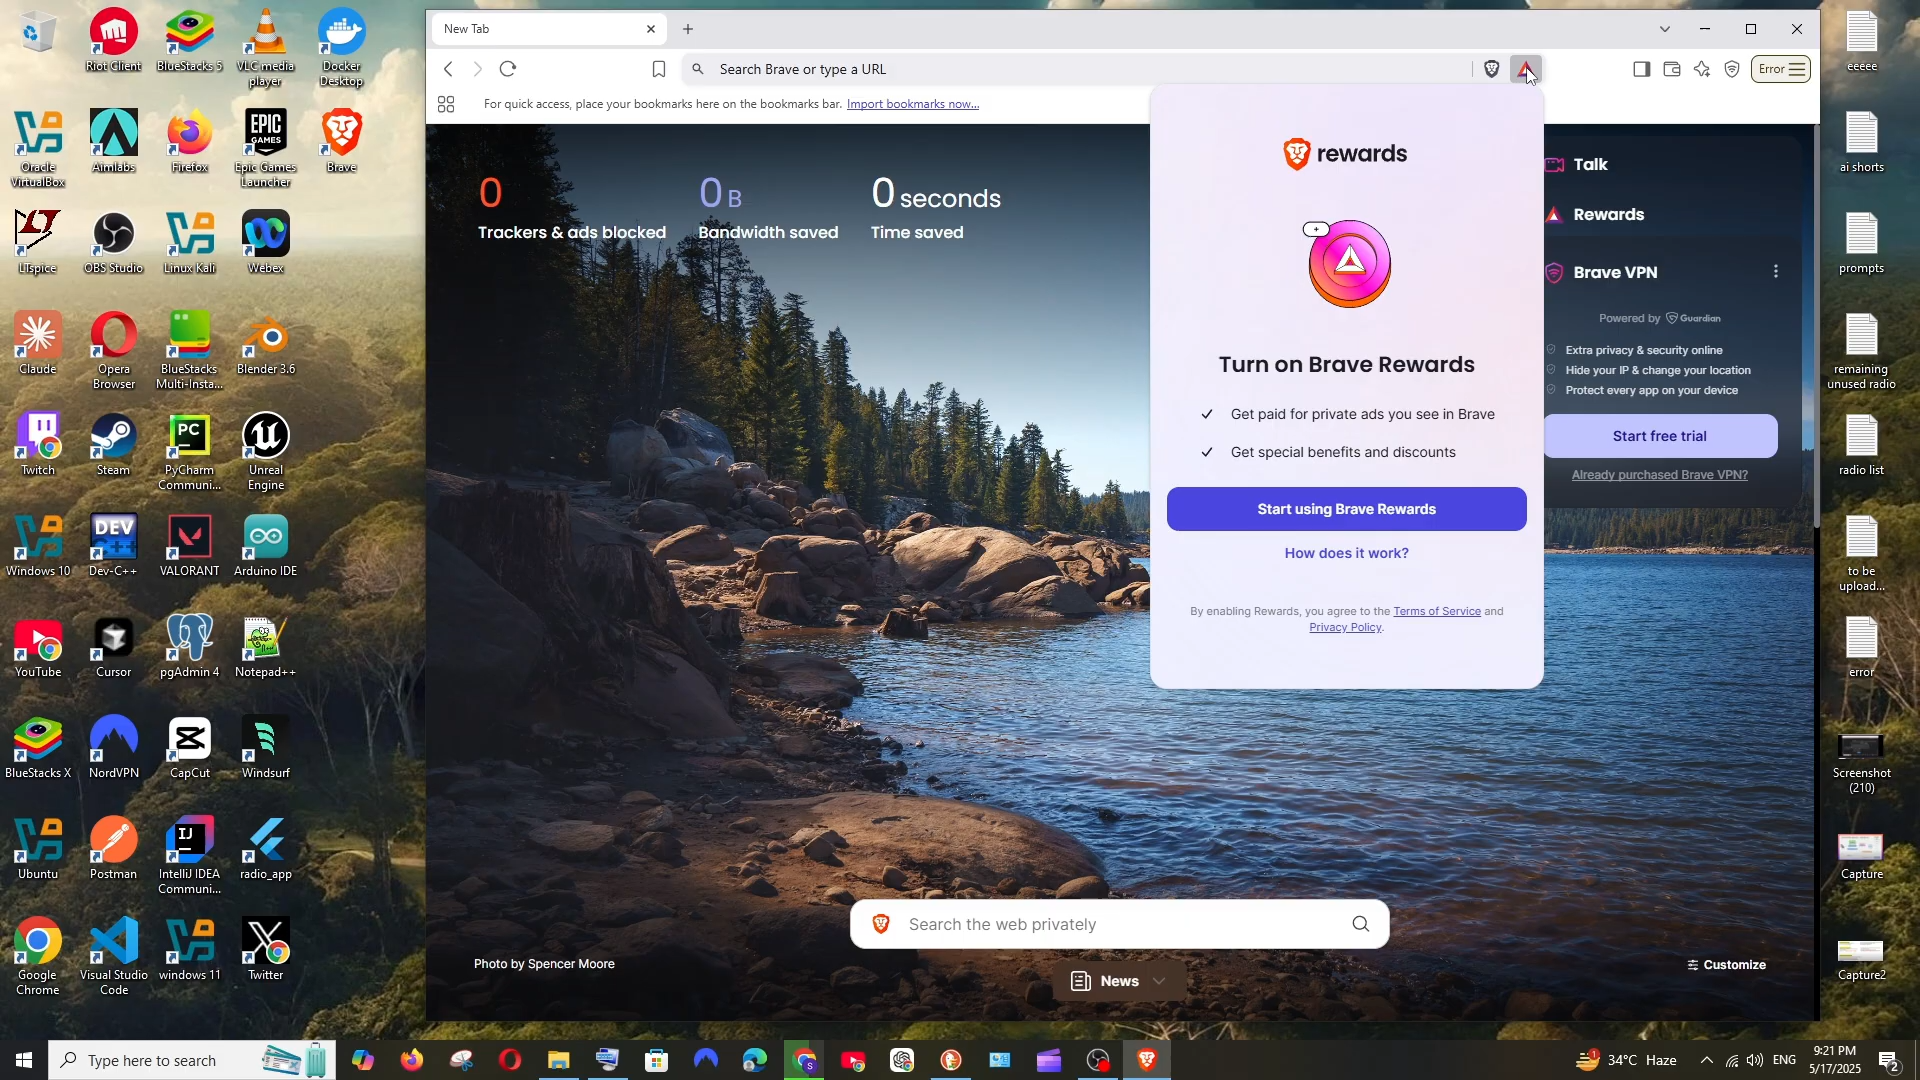 Riot Client
BlueStacks 5
VLC media
player
Docker
Desktop
Oracle
VirtualBox
Aimlabs
Firefox
EPIC
GAMES
Epic Games
Launcher
Brave
LTspice
OBS Studio
Linux Kali
Webex
Claude
Opera
Browser
BlueStacks
Multi-Insta...
Blender 3.6
Twitch
Steam
PC
PyCharm
Communi...
Unreal
Engine
Windows 10
DEV
C++
Dev-C++
VALORANT
Arduino IDE
YouTube
Cursor
pgAdmin 4
Notepad++
BlueStacks X
NordVPN
CapCut
Windsurf
Ubuntu
Postman
IJ
IntelliJ IDEA
Communi...
radio_app
Google
Chrome
Visual Studio
Code
windows 11
Twitter
New Tab
Search Brave or type a URL
Error
For quick access, place your bookmarks here on the bookmarks bar. Import bookmarks now...
0
Trackers & ads blocked
0 B
Bandwidth saved
0 seconds
Time saved
rewards
Turn on Brave Rewards
Get paid for private ads you see in Brave
Get special benefits and discounts
Start using Brave Rewards
How does it work?
By enabling Rewards, you agree to the Terms of Service and
Privacy Policy.
Talk
Rewards
Brave VPN
Powered by Guardian
Extra privacy & security online
Hide your IP & change your location
Protect every app on your device
Start free trial
Already purchased Brave VPN?
Search the web privately
Photo by Spencer Moore
News
Customize
eeeee
ai shorts
prompts
remaining
unused radio
radio list
to be
upload...
error
Screenshot
(210)
Capture
Capture2
Type here to search
34°C Haze
ENG
9:21 PM
5/17/2025
2